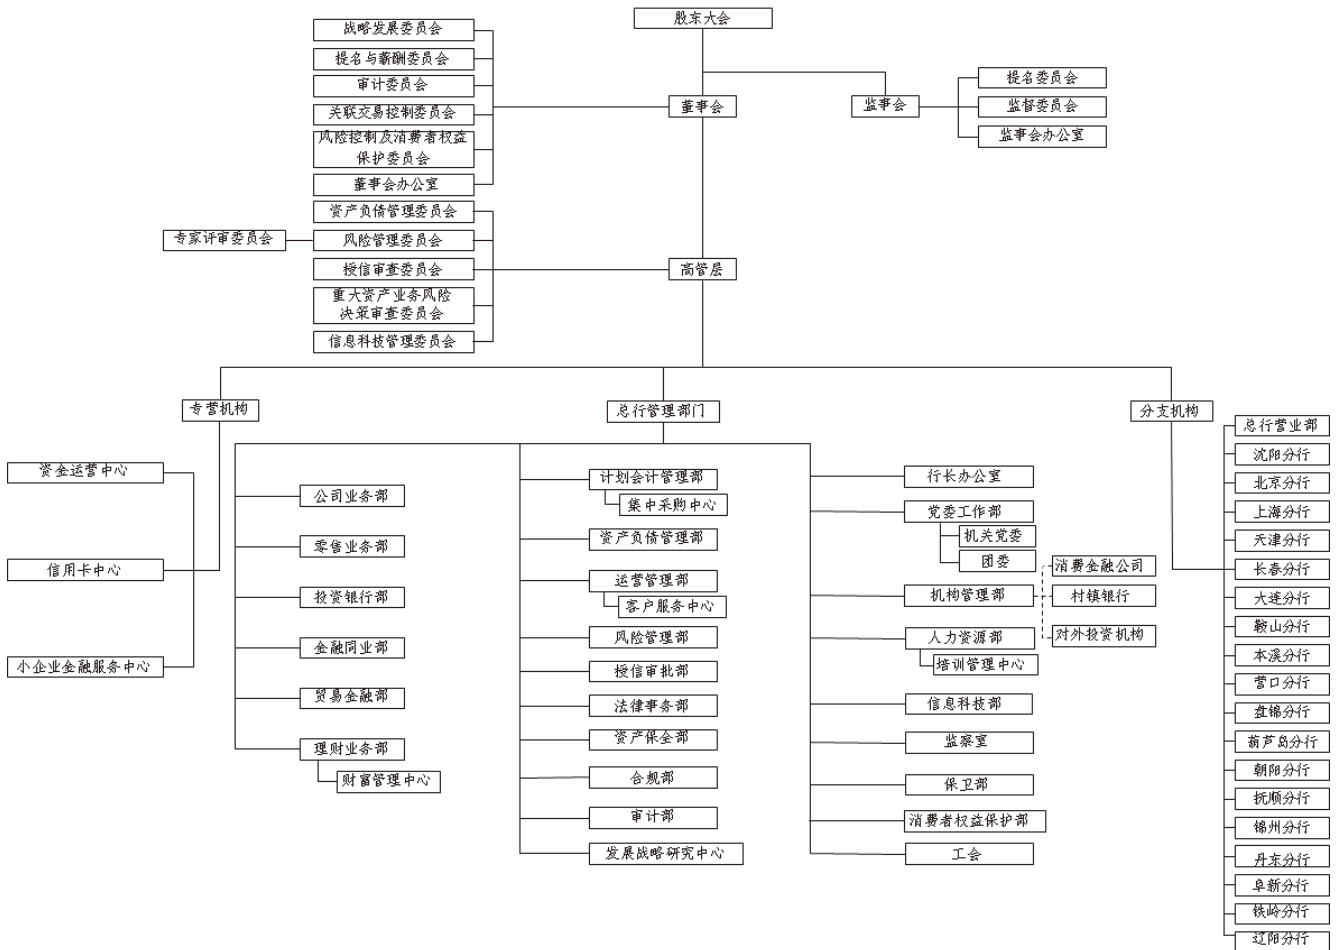 股东大会
战略发展委员会
提名与薪酬委员会
审计委员会
关联交易控制委员会
风险控制及消费者权益
保护委员会
董事会办公室
董事会
监事会
提名委员会
监督委员会
监事会办公室
资产负债管理委员会
专家评审委员会
风险管理委员会
授信审查委员会
重大资产业务风险
决策审查委员会
信息科技管理委员会
高管层
专营机构
总行管理部门
分支机构
资金运营中心
信用卡中心
小企业金融服务中心
公司业务部
零售业务部
投资银行部
金融同业部
贸易金融部
理财业务部
财富管理中心
计划会计管理部
集中采购中心
资产负债管理部
运营管理部
客户服务中心
风险管理部
授信审批部
法律事务部
资产保全部
合规部
审计部
发展战略研究中心
行长办公室
党委工作部
机关党委
团委
机构管理部
消费金融公司
村镇银行
对外投资机构
人力资源部
培训管理中心
信息科技部
监察室
保卫部
消费者权益保护部
工会
总行营业部
沈阳分行
北京分行
上海分行
天津分行
长春分行
大连分行
鞍山分行
本溪分行
营口分行
盘锦分行
葫芦岛分行
朝阳分行
抚顺分行
锦州分行
丹东分行
阜新分行
铁岭分行
辽阳分行